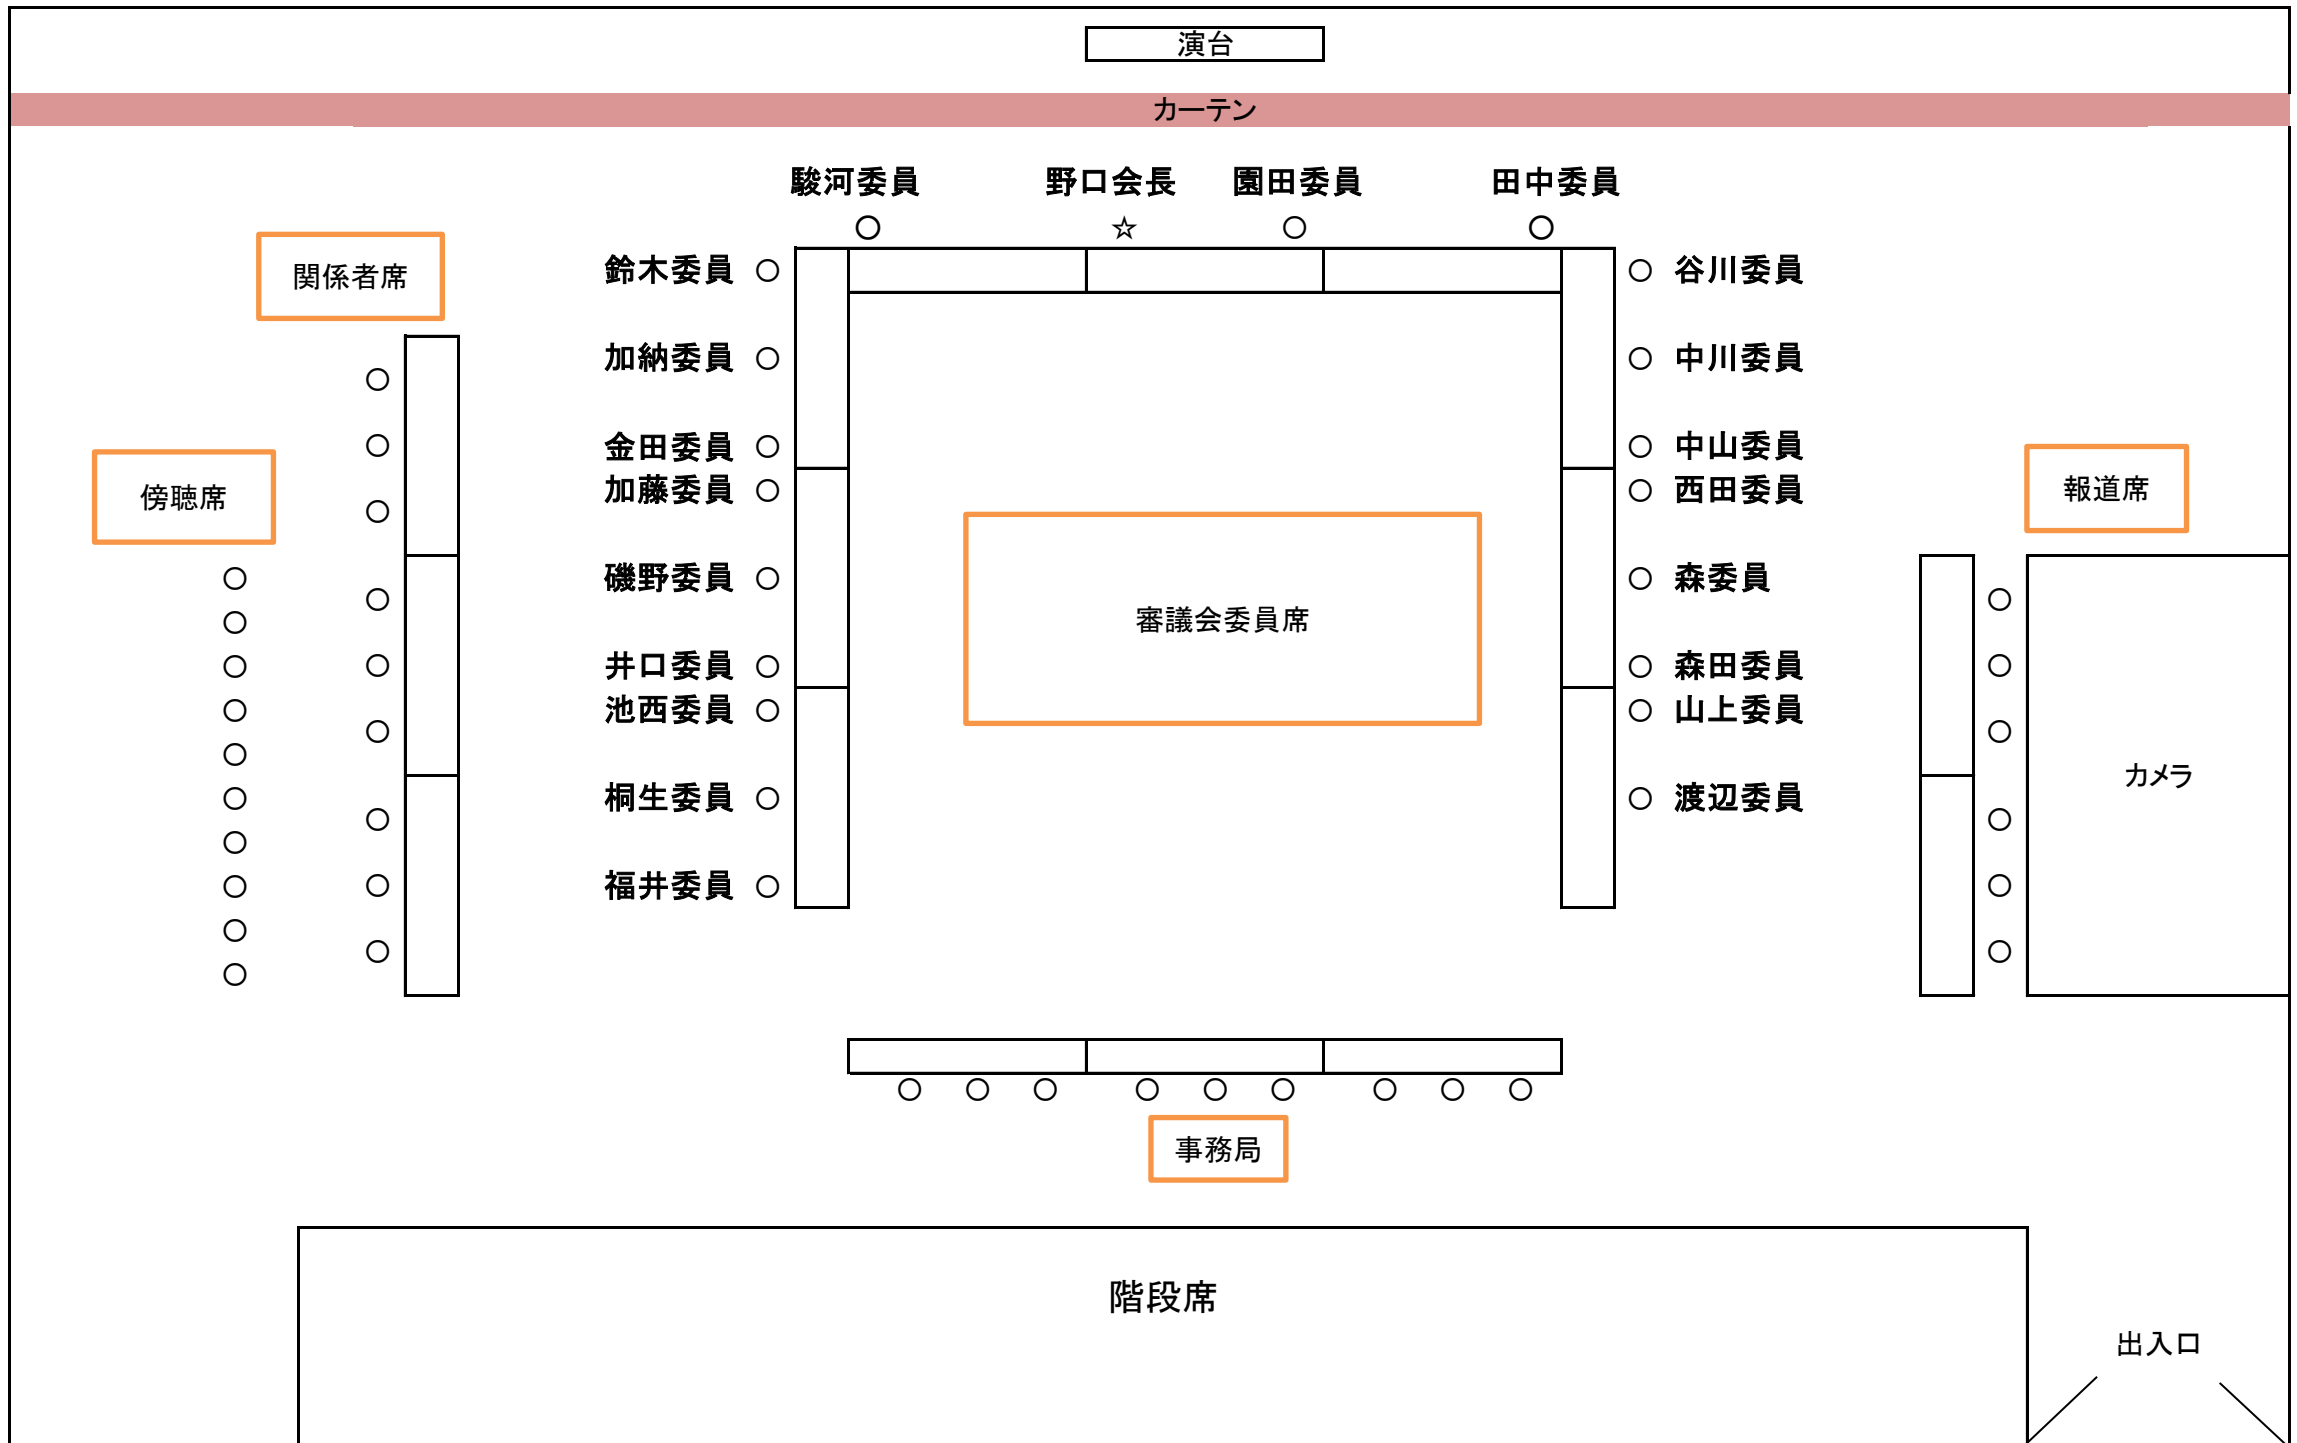 演台
カーテン
駿河委員 野口会長 園田委員 田中委員
○ ☆ ○ ○
関係者席
鈴木委員 ○ ○ 谷川委員
加納委員 ○ ○ 中川委員
金田委員 ○ ○ 中山委員
加藤委員 ○ ○ 西田委員
傍聴席
報道席
磯野委員 ○ ○ 森委員
審議会委員席
井口委員 ○ ○ 森田委員
池西委員 ○ ○ 山上委員
カメラ
桐生委員 ○ ○ 渡辺委員
福井委員 ○
○ ○ ○ ○ ○ ○ ○ ○ ○
事務局
階段席
出入口